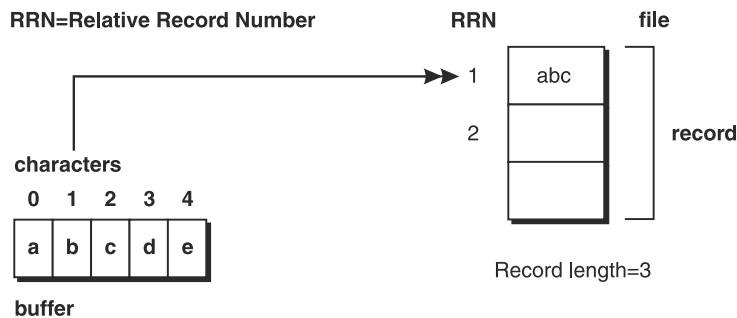 RRN=Relative Record Number
RRN
file
1
abc
2
record
characters
0 1 2 3 4
a b c d e
Record length=3
buffer